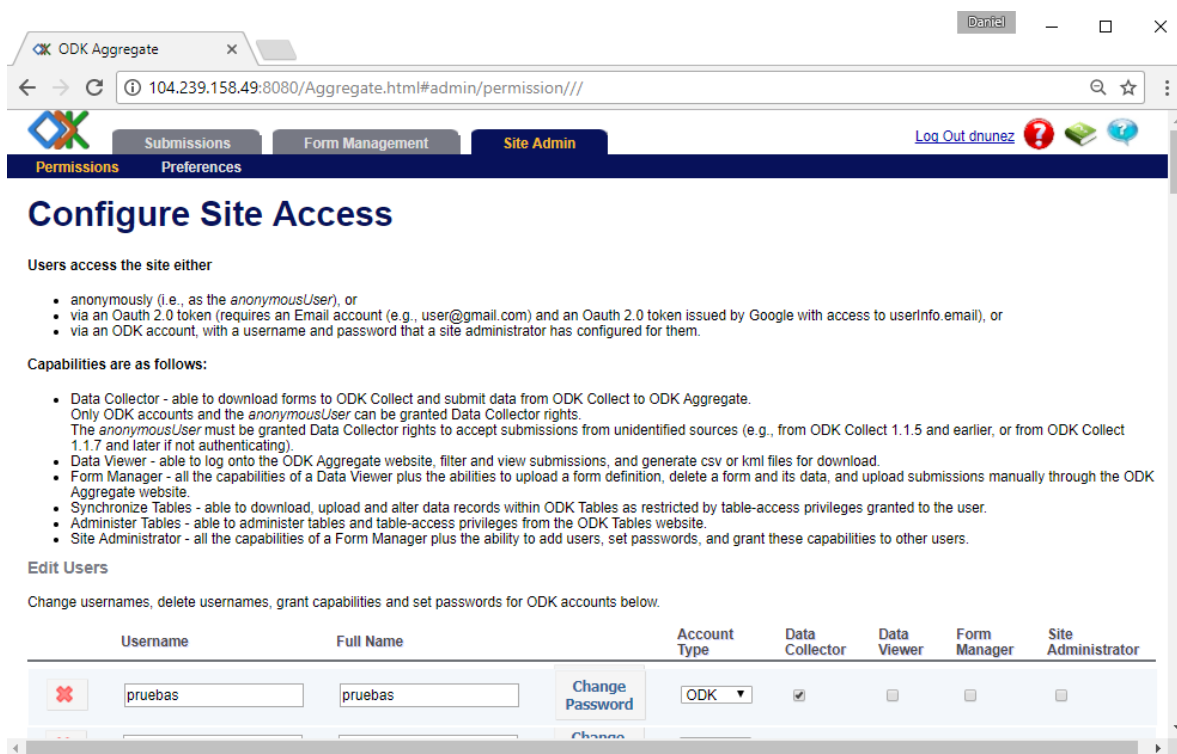 Daniel
ODK Aggregate
104.239.158.49:8080/Aggregate.html#admin/permission///
Submissions
Form Management
Site Admin
Log Out dnunez
Permissions
Preferences
Configure Site Access
Users access the site either
• anonymously (i.e., as the anonymousUser), or
• via an Oauth 2.0 token (requires an Email account (e.g., user@gmail.com) and an Oauth 2.0 token issued by Google with access to userInfo.email), or
• via an ODK account, with a username and password that a site administrator has configured for them.
Capabilities are as follows:
• Data Collector - able to download forms to ODK Collect and submit data from ODK Collect to ODK Aggregate.
Only ODK accounts and the anonymousUser can be granted Data Collector rights.
The anonymousUser must be granted Data Collector rights to accept submissions from unidentified sources (e.g., from ODK Collect 1.1.5 and earlier, or from ODK Collect
1.1.7 and later if not authenticating).
• Data Viewer - able to log onto the ODK Aggregate website, filter and view submissions, and generate csv or kml files for download.
• Form Manager - all the capabilities of a Data Viewer plus the abilities to upload a form definition, delete a form and its data, and upload submissions manually through the ODK
Aggregate website.
• Synchronize Tables - able to download, upload and alter data records within ODK Tables as restricted by table-access privileges granted to the user.
• Administer Tables - able to administer tables and table-access privileges from the ODK Tables website.
• Site Administrator - all the capabilities of a Form Manager plus the ability to add users, set passwords, and grant these capabilities to other users.
Edit Users
Change usernames, delete usernames, grant capabilities and set passwords for ODK accounts below.
Username
Full Name
Account
Type
Data
Collector
Data
Viewer
Form
Manager
Site
Administrator
pruebas
pruebas
Change
Password
ODK
Change